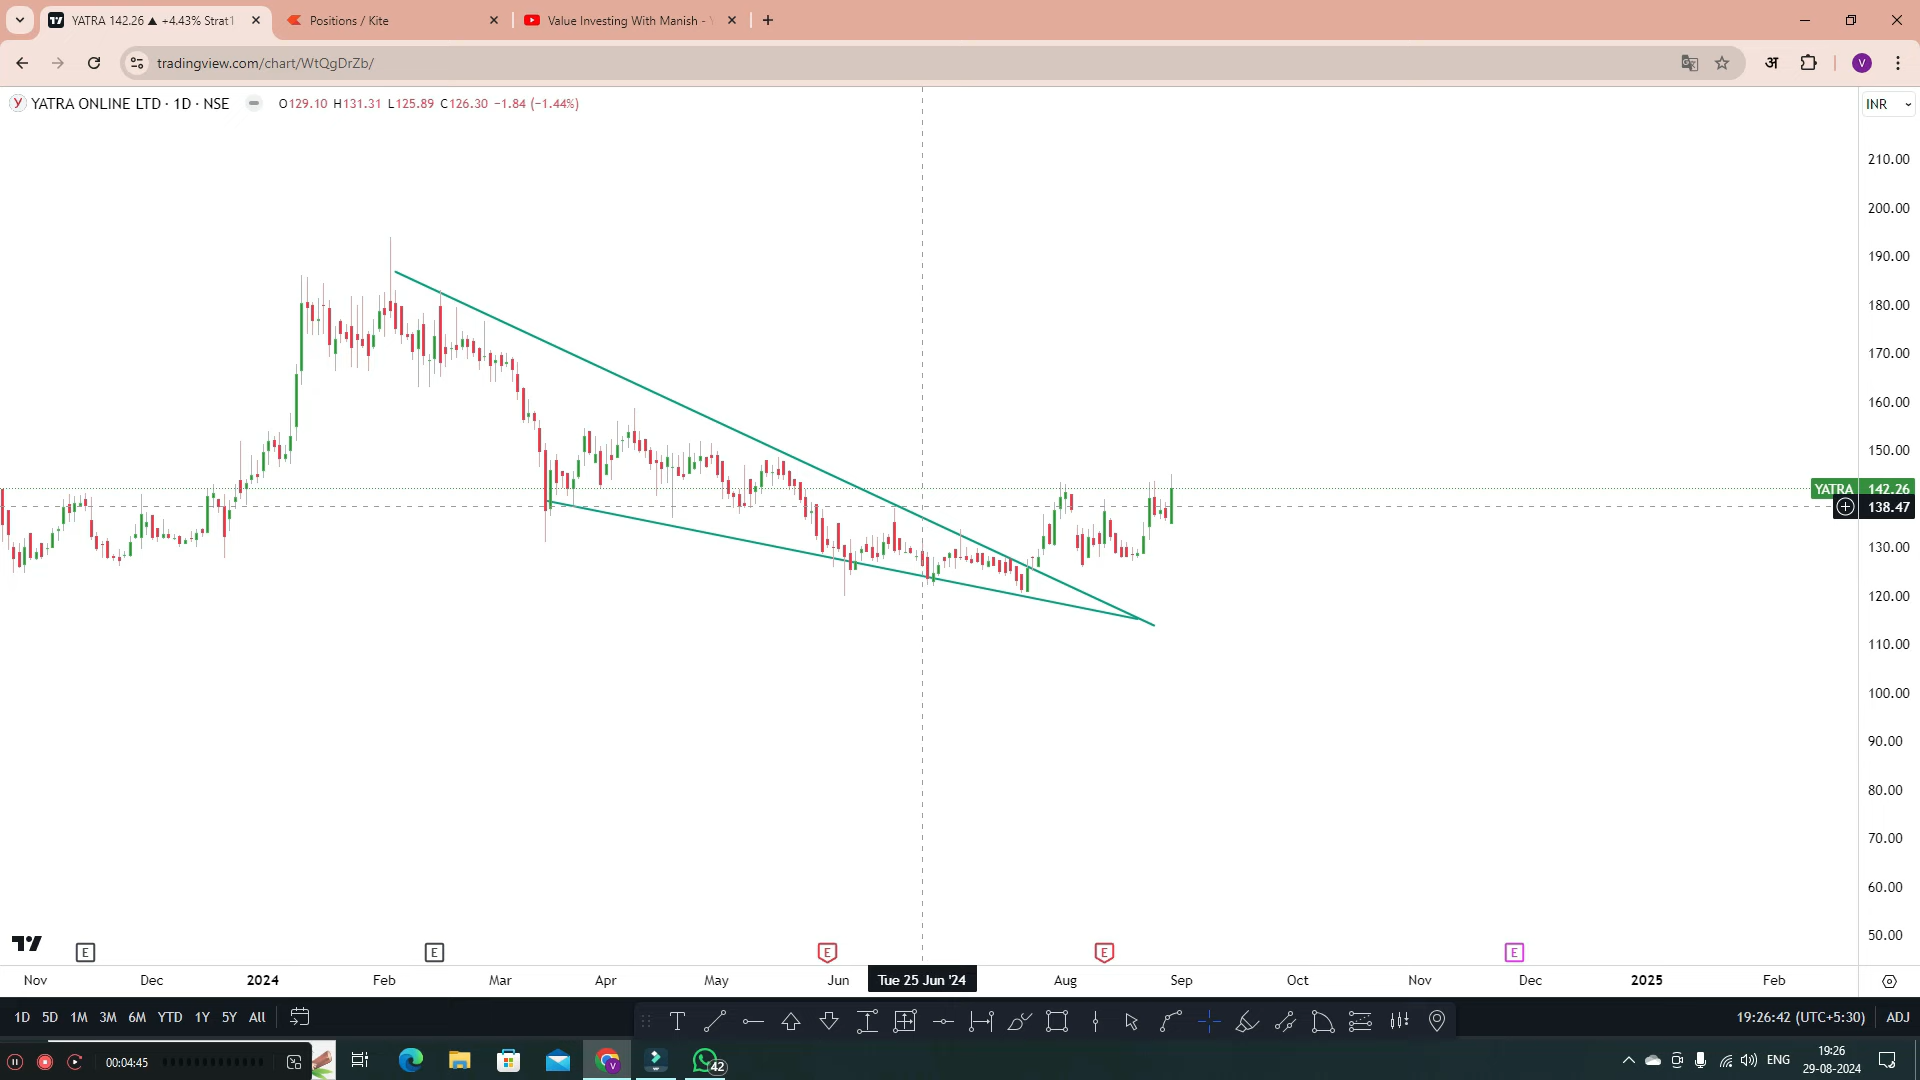 YATRA 142.26 ▲ +4.43% Strat1
Positions / Kite
Value Investing With Manish -
tradingview.com/chart/WtQgDrZb/
अ
V
YATRA ONLINE LTD · 1D · NSE
O129.10 H131.31 L125.89 C126.30 −1.84 (−1.44%)
INR
210.00
200.00
190.00
180.00
170.00
160.00
150.00
YATRA 142.26
138.47
130.00
120.00
110.00
100.00
90.00
80.00
70.00
60.00
50.00
E
E
E
E
E
Nov
Dec
2024
Feb
Mar
Apr
May
Jun
Tue 25 Jun '24
Aug
Sep
Oct
Nov
Dec
2025
Feb
1D 5D 1M 3M 6M YTD 1Y 5Y All
19:26:42 (UTC+5:30)
ADJ
00:04:45
V
42
ENG
19:26
29-08-2024